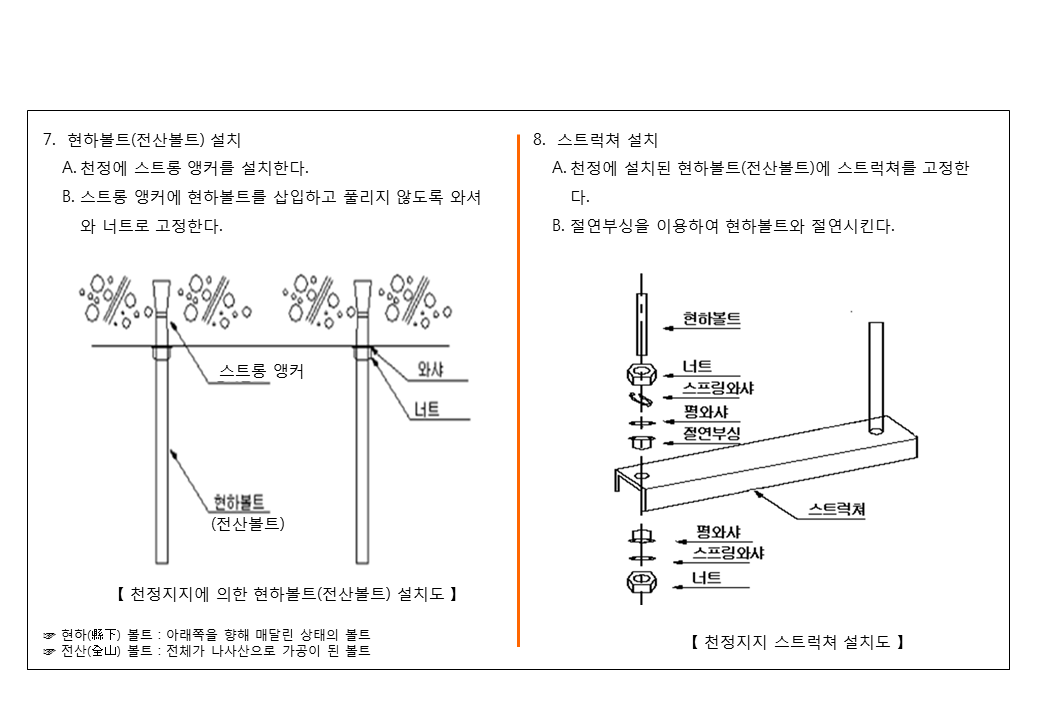 7. 현하볼트(전산볼트) 설치
A. 천정에 스트롱 앵커를 설치한다.
B. 스트롱 앵커에 현하볼트를 삽입하고 풀리지 않도록 와셔
와 너트로 고정한다.
스트롱 앵커
와샤
너트
현하볼트
(전산볼트)
【 천정지지에 의한 현하볼트(전산볼트) 설치도 】
☞ 현하(縣下) 볼트 : 아래쪽을 향해 매달린 상태의 볼트
☞ 전산(全山) 볼트 : 전체가 나사산으로 가공이 된 볼트
8. 스트럭쳐 설치
A. 천정에 설치된 현하볼트(전산볼트)에 스트럭쳐를 고정한
다.
B. 절연부싱을 이용하여 현하볼트와 절연시킨다.
현하볼트
너트
스프링와샤
평와샤
절연부싱
스트럭쳐
평와샤
스프링와샤
너트
【 천정지지 스트럭쳐 설치도 】